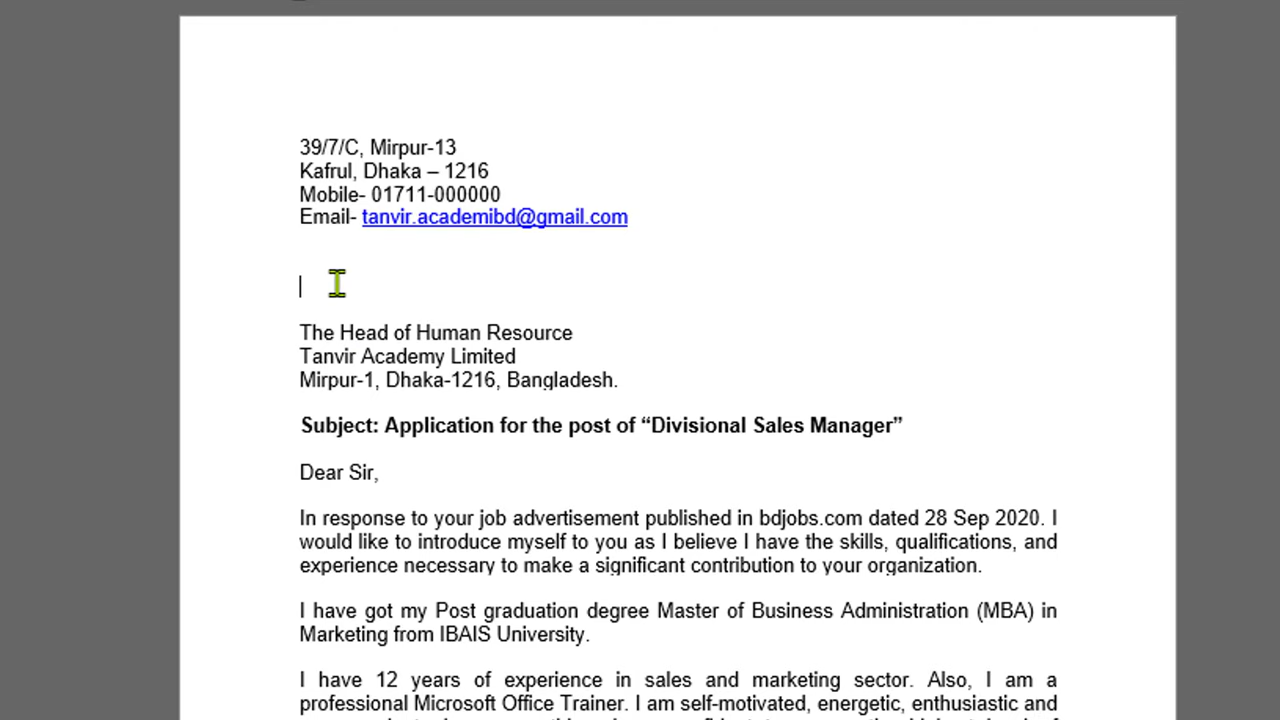 39/7/C, Mirpur-13
Kafrul, Dhaka – 1216
Mobile- 01711-000000
Email- tanvir.academibd@gmail.com
The Head of Human Resource
Tanvir Academy Limited
Mirpur-1, Dhaka-1216, Bangladesh.
Subject: Application for the post of “Divisional Sales Manager”
Dear Sir,
In response to your job advertisement published in bdjobs.com dated 28 Sep 2020. I
would like to introduce myself to you as I believe I have the skills, qualifications, and
experience necessary to make a significant contribution to your organization.
I have got my Post graduation degree Master of Business Administration (MBA) in
Marketing from IBAIS University.
I have 12 years of experience in sales and marketing sector. Also, I am a
professional Microsoft Office Trainer. I am self-motivated, energetic, enthusiastic and